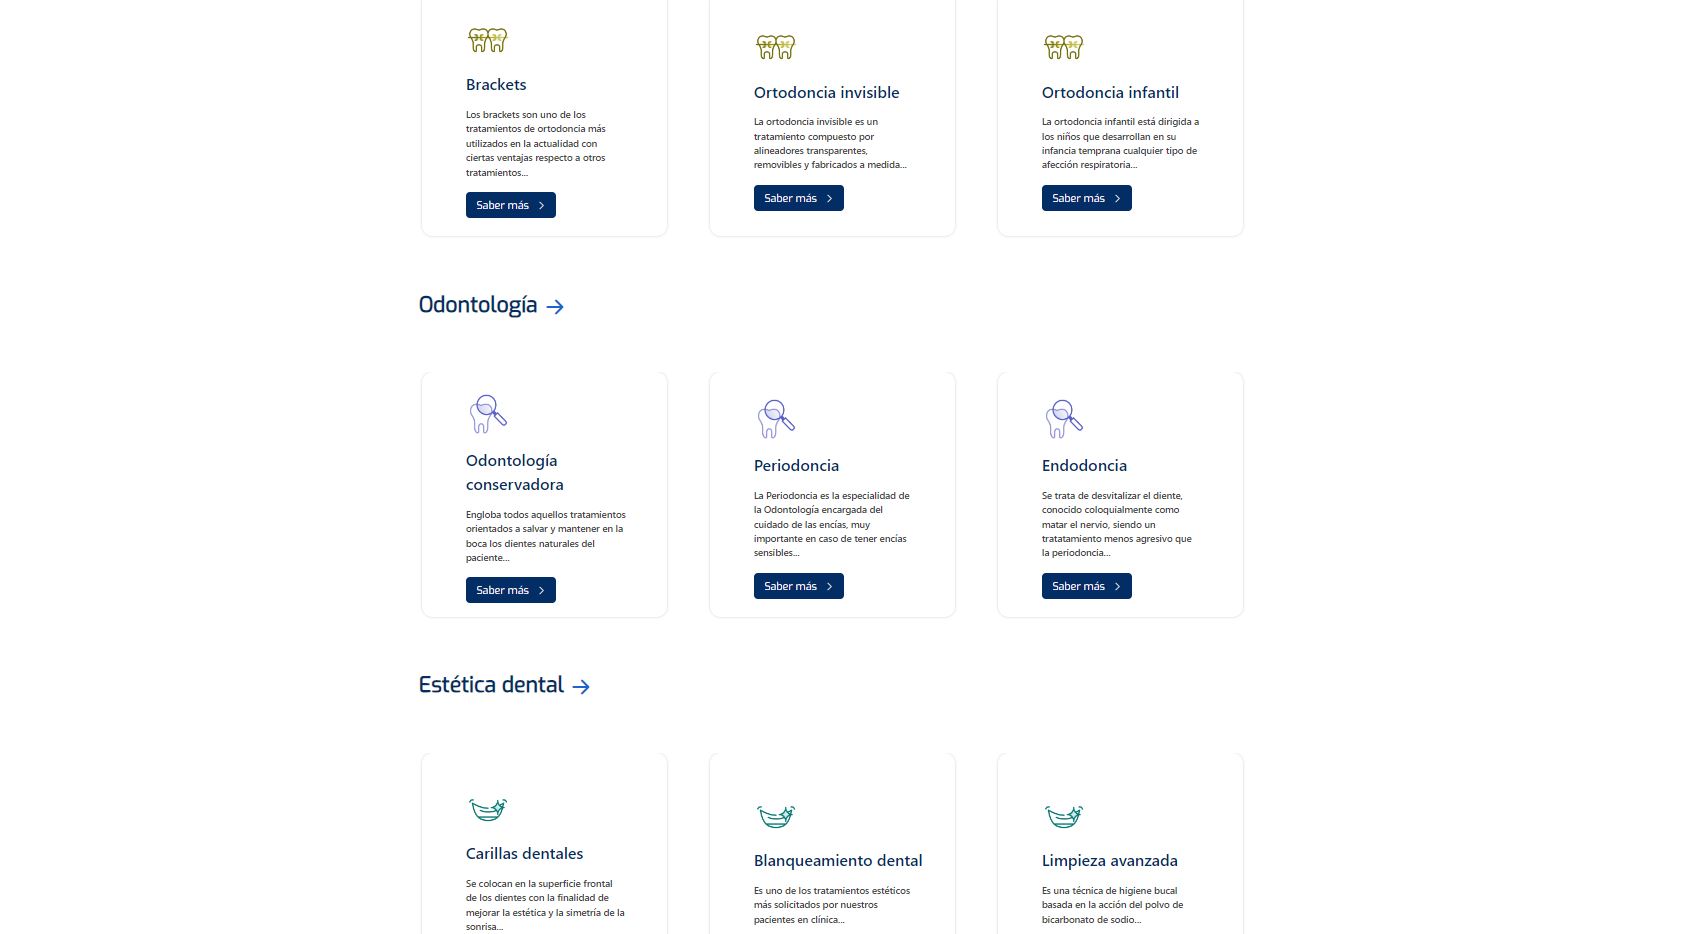 Brackets
Los brackets son uno de los
tratamientos de ortodoncia más
utilizados en la actualidad con
ciertas ventajas respecto a otros
tratamientos...
Saber más
Ortodoncia invisible
La ortodoncia invisible es un
tratamiento compuesto por
alineadores transparentes,
removibles y fabricados a medida...
Saber más
Ortodoncia infantil
La ortodoncia infantil está dirigida a
los niños que desarrollan en su
infancia temprana cualquier tipo de
afección respiratoria...
Saber más
Odontología
Odontología
conservadora
Engloba todos aquellos tratamientos
orientados a salvar y mantener en la
boca los dientes naturales del
paciente...
Saber más
Periodoncia
La Periodoncia es la especialidad de
la Odontología encargada del
cuidado de las encías, muy
importante en caso de tener encías
sensibles...
Saber más
Endodoncia
Se trata de desvitalizar el diente,
conocido coloquialmente como
matar el nervio, siendo un
tratatamiento menos agresivo que
la periodoncia...
Saber más
Estética dental
Carillas dentales
Se colocan en la superficie frontal
de los dientes con la finalidad de
mejorar la estética y la simetría de la
sonrisa...
Blanqueamiento dental
Es uno de los tratamientos estéticos
más solicitados por nuestros
pacientes en clínica...
Limpieza avanzada
Es una técnica de higiene bucal
basada en la acción del polvo de
bicarbonato de sodio...